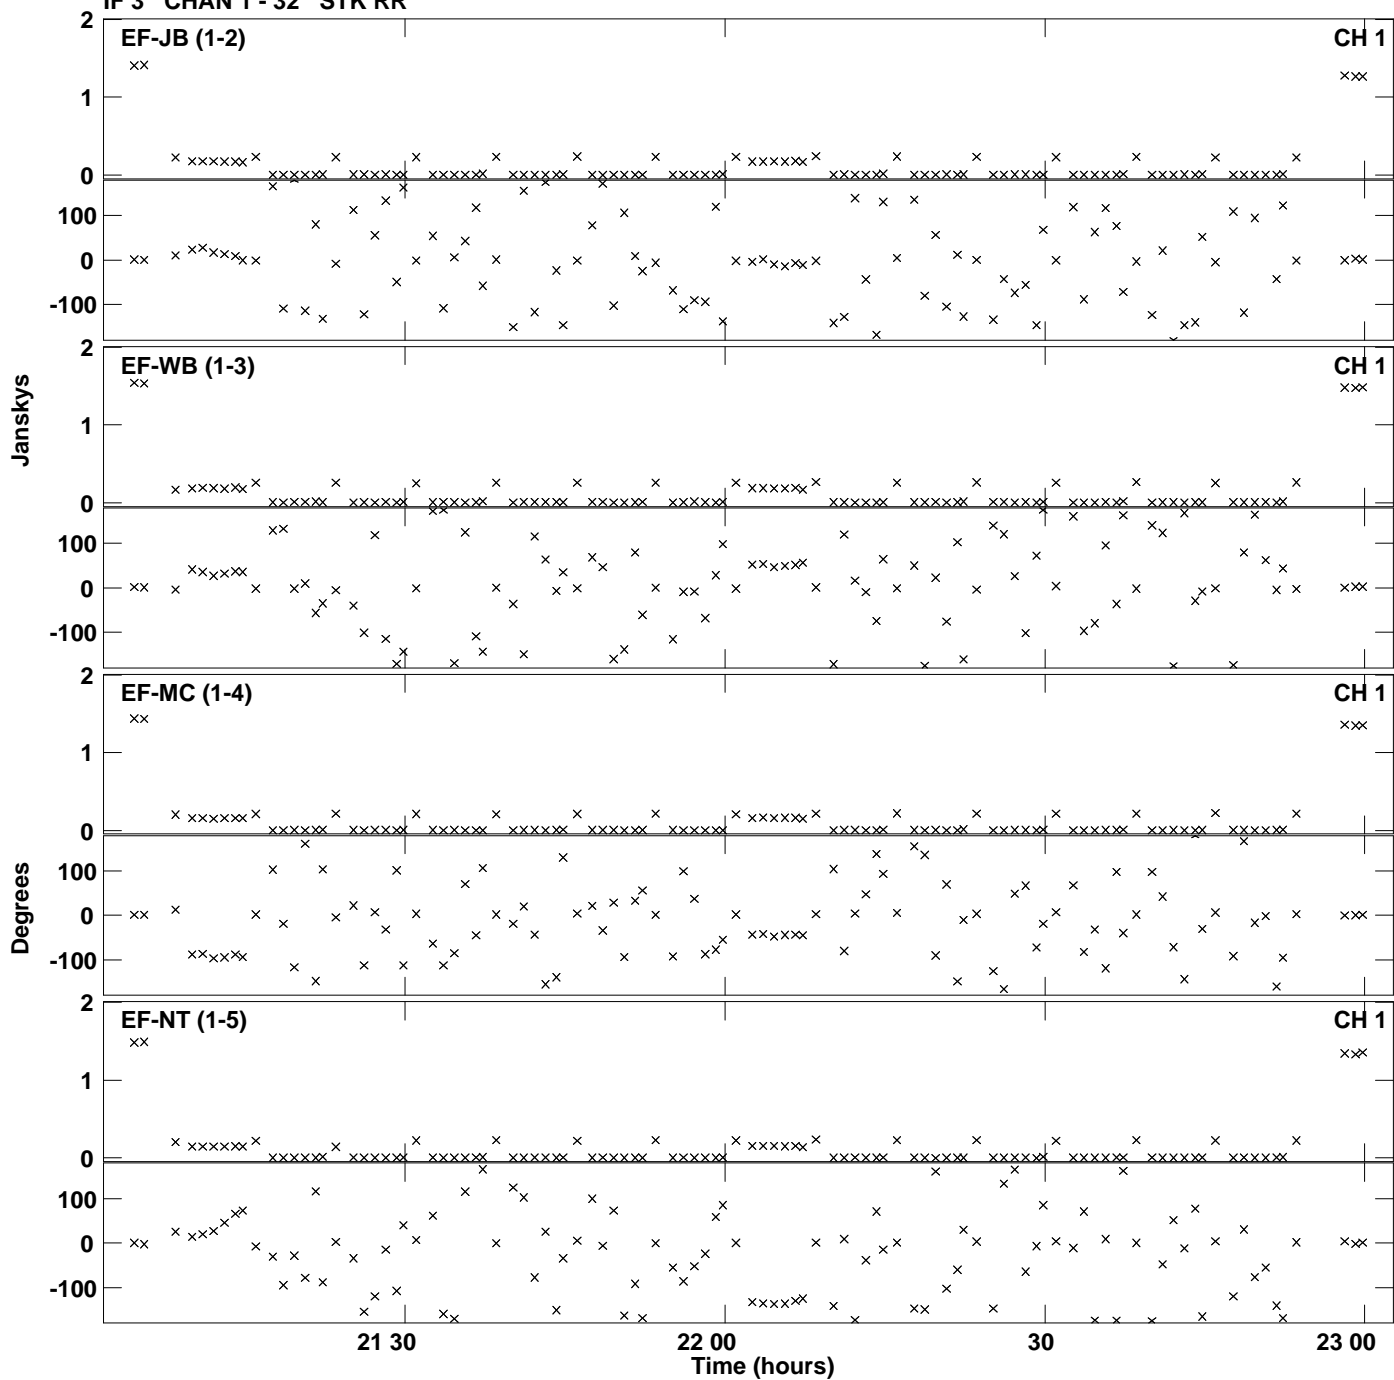 IF 3 CHAN 1 - 32 STK RR
2
EF-JB (1-2)
CH 1
1
0
100
0
-100
2
EF-WB (1-3)
CH 1
1
0
100
0
-100
2
EF-MC (1-4)
CH 1
1
0
100
0
-100
2
EF-NT (1-5)
CH 1
1
0
100
0
-100
Janskys
Degrees
21 30
22 00
30
23 00
Time (hours)